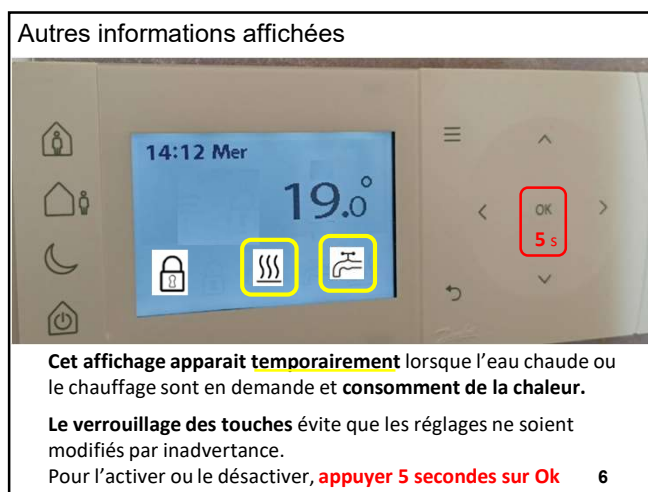 Autres informations affichées
14:12 Mer
19.0°
OK
5 s
Cet affichage apparait temporairement lorsque l'eau chaude ou
le chauffage sont en demande et consomment de la chaleur.
Le verrouillage des touches évite que les réglages ne soient
modifiés par inadvertance.
Pour l'activer ou le désactiver, appuyer 5 secondes sur Ok
6